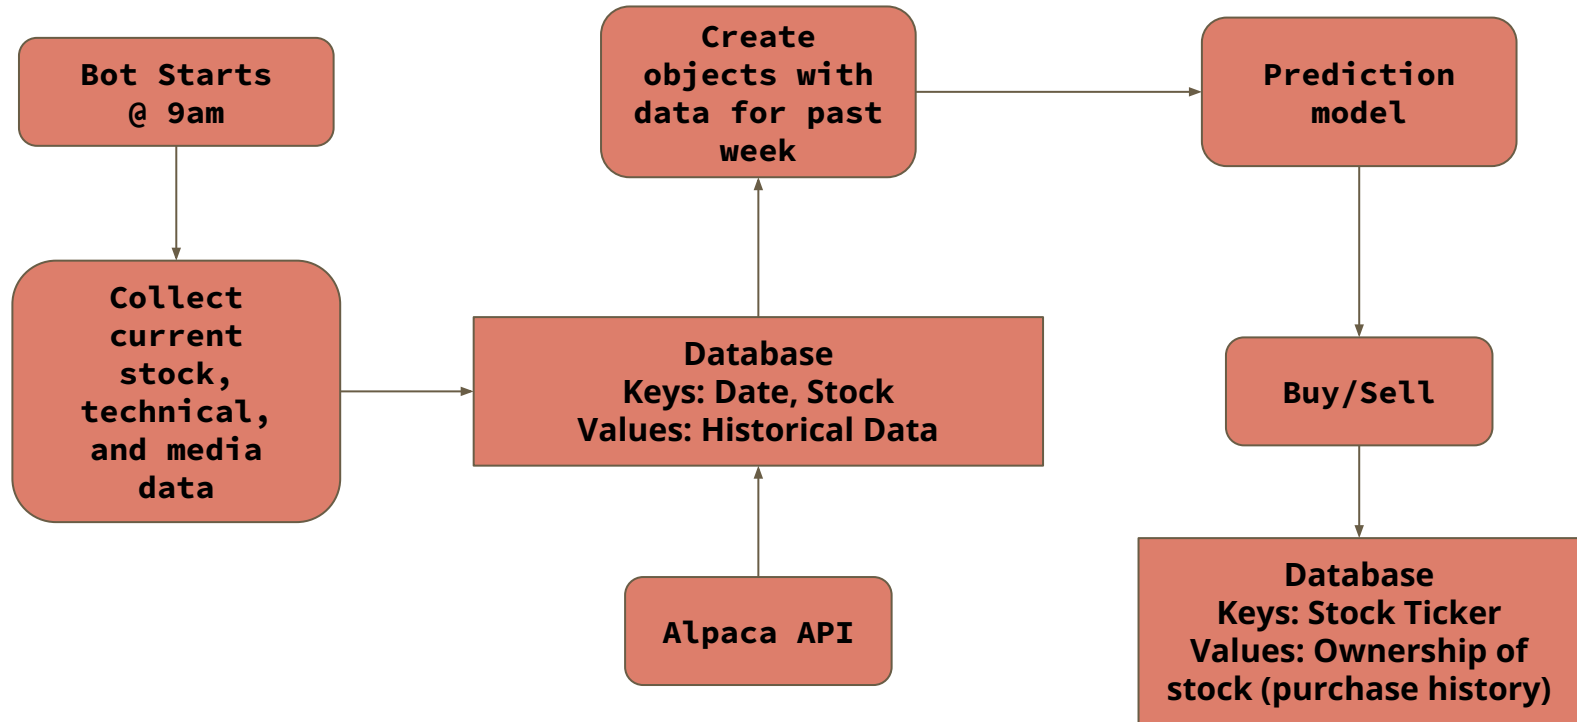 Bot Starts
@ 9am
Collect
current
stock,
technical,
and media
data
Database
Keys: Date, Stock
Values: Historical Data
Alpaca API
Create
objects with
data for past
week
Prediction
model
Buy/Sell
Database
Keys: Stock Ticker
Values: Ownership of
stock (purchase history)